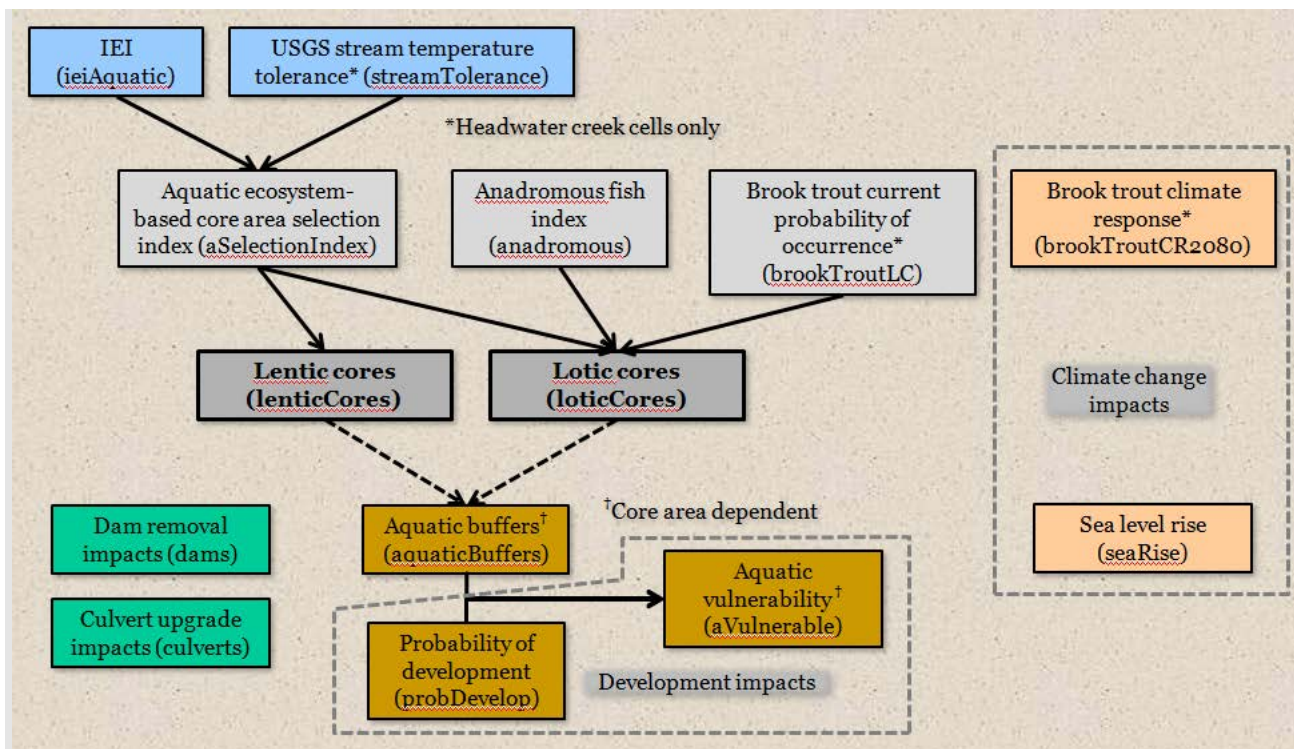 IEI
(ieiAquatic)
USGS stream temperature
tolerance* (streamTolerance)
*Headwater creek cells only
Aquatic ecosystem-
based core area selection
index (aSelectionIndex)
Anadromous fish
index
(anadromous)
Brook trout current
probability of
occurrence*
(brookTroutLC)
Brook trout climate
response*
(brookTroutCR2080)
Lentic cores
(lenticCores)
Lotic cores
(loticCores)
Climate change
impacts
Dam removal
impacts (dams)
Aquatic buffers†
(aquaticBuffers)
†Core area dependent
Sea level rise
(seaRise)
Aquatic
vulnerability†
(aVulnerable)
Culvert upgrade
impacts (culverts)
Probability of
development
(probDevelop)
Development impacts